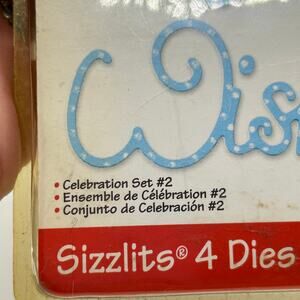 Wis
• Celebration Set #2
• Ensemble de Célébration #2
• Conjunto de Celebración #2
Sizzlits® 4 Dies